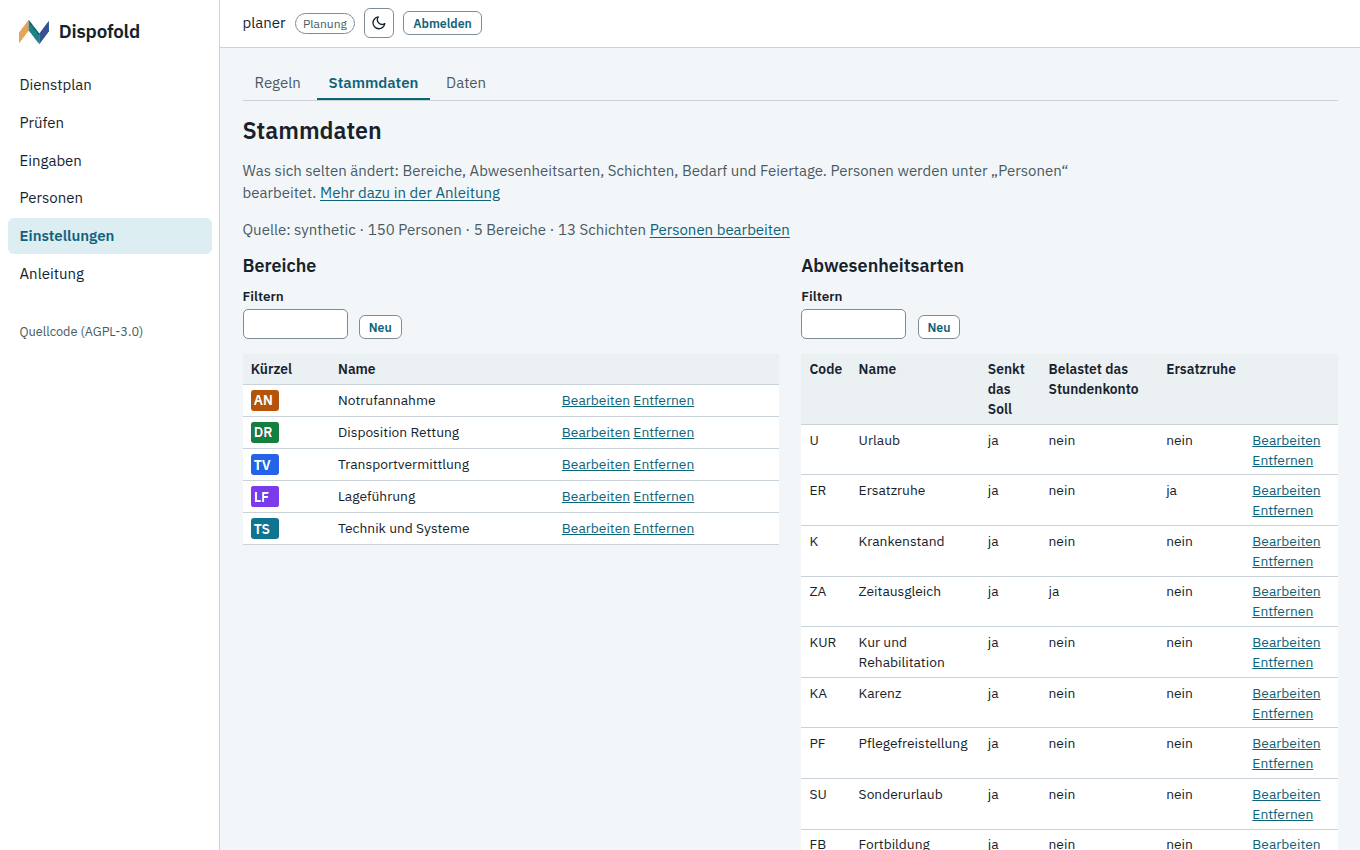 Dispofold
Dienstplan
Prüfen
Eingaben
Personen
Einstellungen
Anleitung
Quellcode (AGPL-3.0)
planer Planung Abmelden
Regeln Stammdaten Daten
Stammdaten
Was sich selten ändert: Bereiche, Abwesenheitsarten, Schichten, Bedarf und Feiertage. Personen werden unter „Personen“
bearbeitet. Mehr dazu in der Anleitung
Quelle: synthetic · 150 Personen · 5 Bereiche · 13 Schichten Personen bearbeiten
Bereiche
Filtern
Neu
Kürzel Name
AN Notrufannahme Bearbeiten Entfernen
DR Disposition Rettung Bearbeiten Entfernen
TV Transportvermittlung Bearbeiten Entfernen
LF Lageführung Bearbeiten Entfernen
TS Technik und Systeme Bearbeiten Entfernen
Abwesenheitsarten
Filtern
Neu
Code Name Senkt Belastet das Ersatzruhe
das Stundenkonto
Soll
U Urlaub ja nein nein Bearbeiten
Entfernen
ER Ersatzruhe ja nein ja Bearbeiten
Entfernen
K Krankenstand ja nein nein Bearbeiten
Entfernen
ZA Zeitausgleich ja ja nein Bearbeiten
Entfernen
KUR Kur und ja nein nein Bearbeiten
Rehabilitation Entfernen
KA Karenz ja nein nein Bearbeiten
Entfernen
PF Pflegefreistellung ja nein nein Bearbeiten
Entfernen
SU Sonderurlaub ja nein nein Bearbeiten
Entfernen
FB Fortbildung ja nein nein Bearbeiten